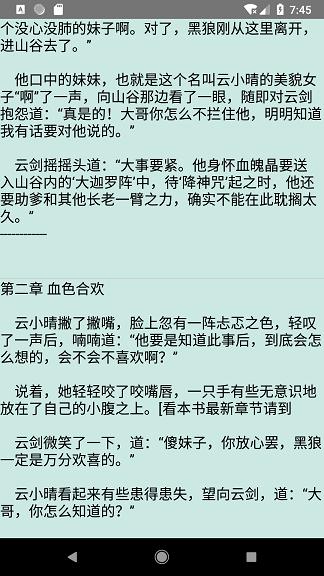 A 7:45
个没心没肺的妹子啊。对了，黑狼刚从这里离开，
进山谷去了。”
他口中的妹妹，也就是这个名叫云小晴的美貌女
子“啊”了一声，向山谷那边看了一眼，随即对云剑
抱怨道：“真是的！大哥你怎么不拦住他，明明知道
我有话要对他说的。”
云剑摇摇头道：“大事要紧。他身怀血魄晶要送
入山谷内的‘大迦罗阵’中，待‘降神咒’起之时，他还
要助爹和其他长老一臂之力，确实不能在此耽搁太
久。”
------------
第二章 血色合欢
云小晴撇了撇嘴，脸上忽有一阵忐忑之色，轻叹
了一声后，喃喃道：“他要是知道此事后，到底会怎
么想的，会不会不喜欢啊？”
说着，她轻轻咬了咬嘴唇，一只手有些无意识地
放在了自己的小腹之上。[看本书最新章节请到
云剑微笑了一下，道：“傻妹子，你放心罢，黑狼
一定是万分欢喜的。”
云小晴看起来有些患得患失，望向云剑，道：“大
哥，你怎么知道的？”